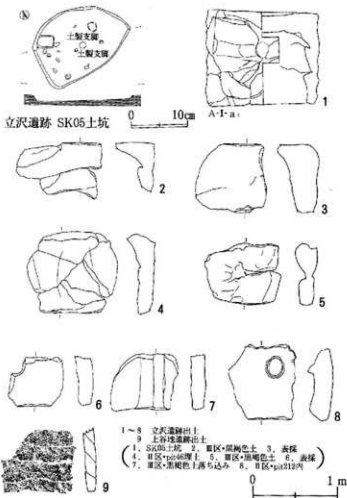 土製支脚
土製支脚
立沢遺跡 SK05土坑
0 10cm
A-I-a₁
1
2
3
4
5
6
7
8
1～8 立沢遺跡出土
9 上谷地遺跡出土
1、SK05土坑 2、Ⅲ区・黒褐色土 3、表採
4、Ⅲ区・pit46埋土 5、Ⅲ区・黒褐色土 6、表採
7、Ⅲ区・黒褐色土落ち込み 8、Ⅱ区・pit212内
9
0 1 m